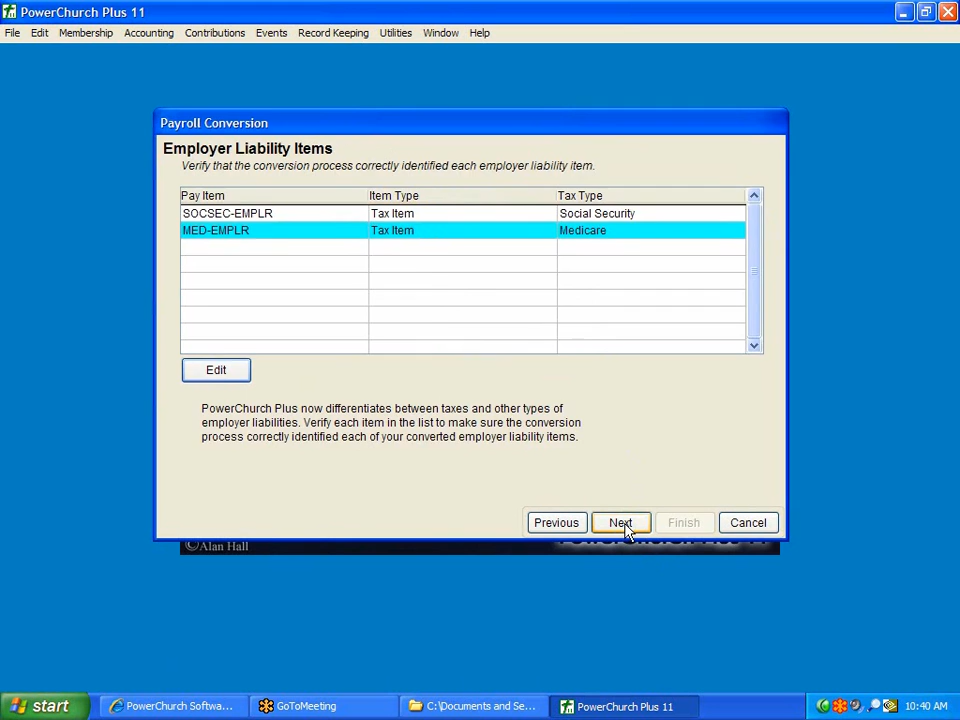 PowerChurch Plus 11
File Edit Membership Accounting Contributions Events Record Keeping Utilities Window Help
Payroll Conversion
Employer Liability Items
Verify that the conversion process correctly identified each employer liability item.
Pay Item Item Type Tax Type
SOCSEC-EMPLR Tax Item Social Security
MED-EMPLR Tax Item Medicare
Edit
PowerChurch Plus now differentiates between taxes and other types of
employer liabilities. Verify each item in the list to make sure the conversion
process correctly identified each of your converted employer liability items.
Previous Next Finish Cancel
©Alan Hall PowerChurch Plus 11
start PowerChurch Softwa... GoToMeeting C:\Documents and Se... PowerChurch Plus 11 10:40 AM